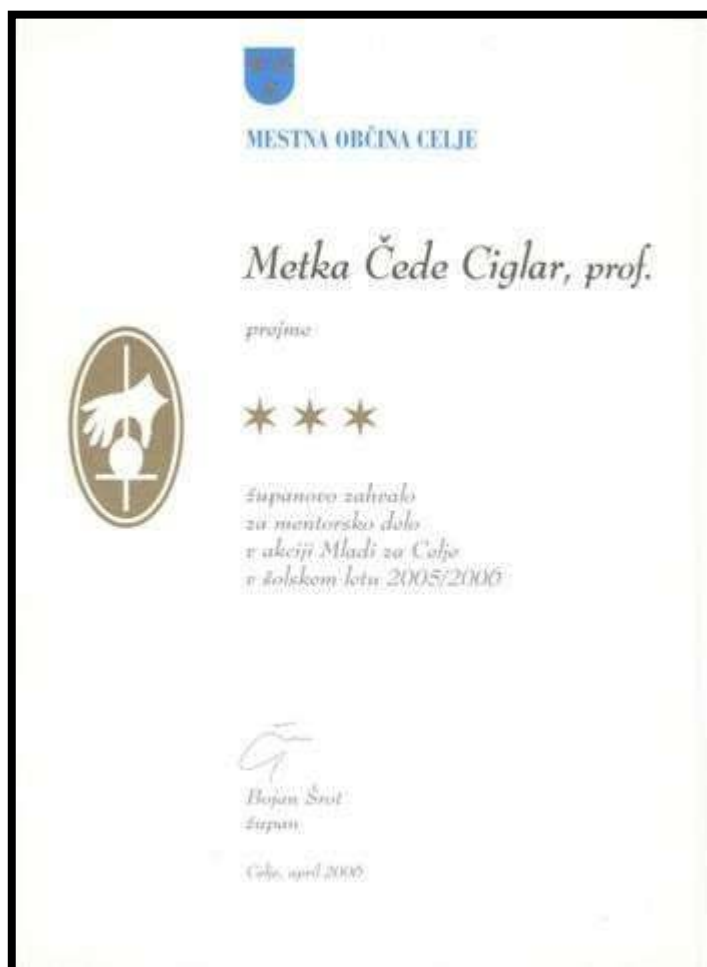 MESTNA OBČINA CELJE
Metka Čede Ciglar, prof.
prejme
županovo zahvalo
za mentorsko delo
v akciji Mladi za Celje
v šolskem letu 2005/2006
Bojan Šrot
župan
Celje, april 2006